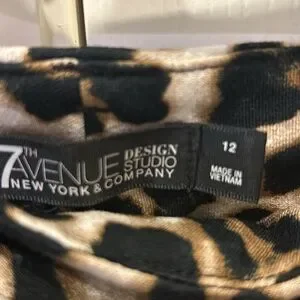 7TH AVENUE DESIGN STUDIO
NEW YORK & COMPANY
12
MADE IN
VIETNAM